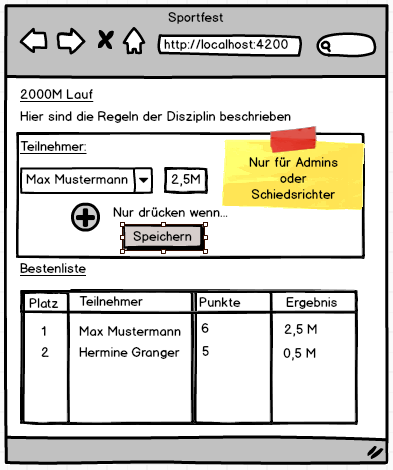 Sportfest
http://localhost:4200
2000M Lauf
Hier sind die Regeln der Disziplin beschrieben
Teilnehmer:
Max Mustermann 2,5M
Nur für Admins
oder
Schiedsrichter
Nur drücken wenn...
Speichern
Bestenliste
Platz Teilnehmer Punkte Ergebnis
1 Max Mustermann 6 2,5 M
2 Hermine Granger 5 0,5 M